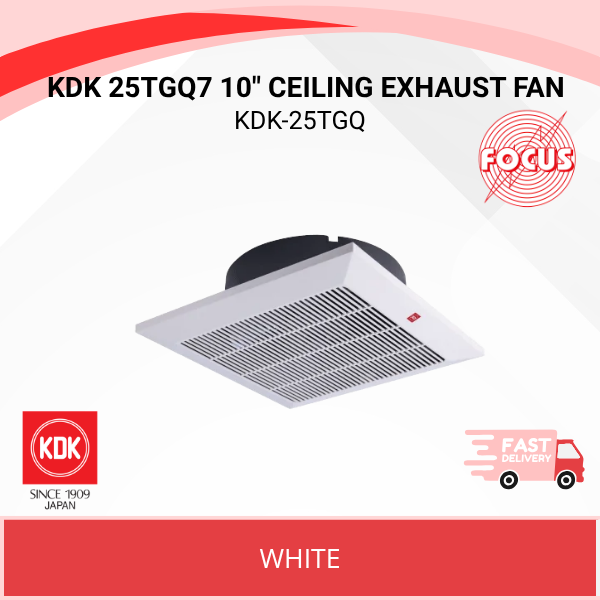 KDK 25TGQ7 10" CEILING EXHAUST FAN
KDK-25TGQ
FOCUS
KDK
SINCE 1909
JAPAN
FAST
DELIVERY
WHITE